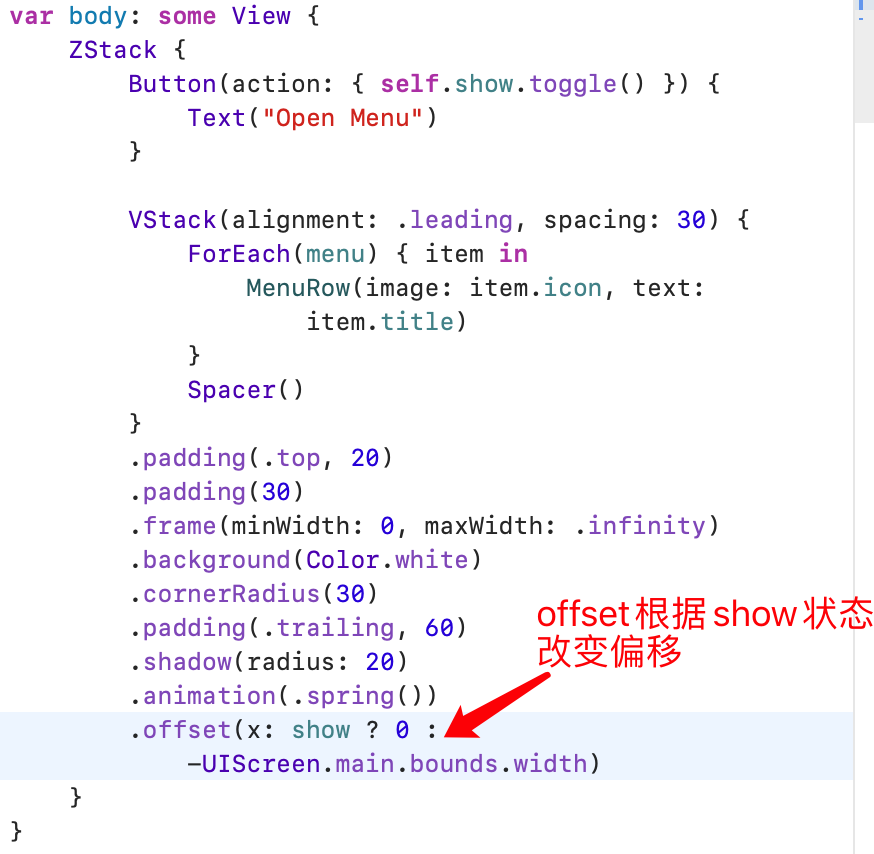 var body: some View {
ZStack {
Button(action: { self.show.toggle() }) {
Text("Open Menu")
}
VStack(alignment: .leading, spacing: 30) {
ForEach(menu) { item in
MenuRow(image: item.icon, text:
item.title)
}
Spacer()
}
.padding(.top, 20)
.padding(30)
.frame(minWidth: 0, maxWidth: .infinity)
.background(Color.white)
.cornerRadius(30)
.padding(.trailing, 60)
.shadow(radius: 20)
.animation(.spring())
.offset(x: show ? 0 :
-UIScreen.main.bounds.width)
}
}
offset根据show状态
改变偏移